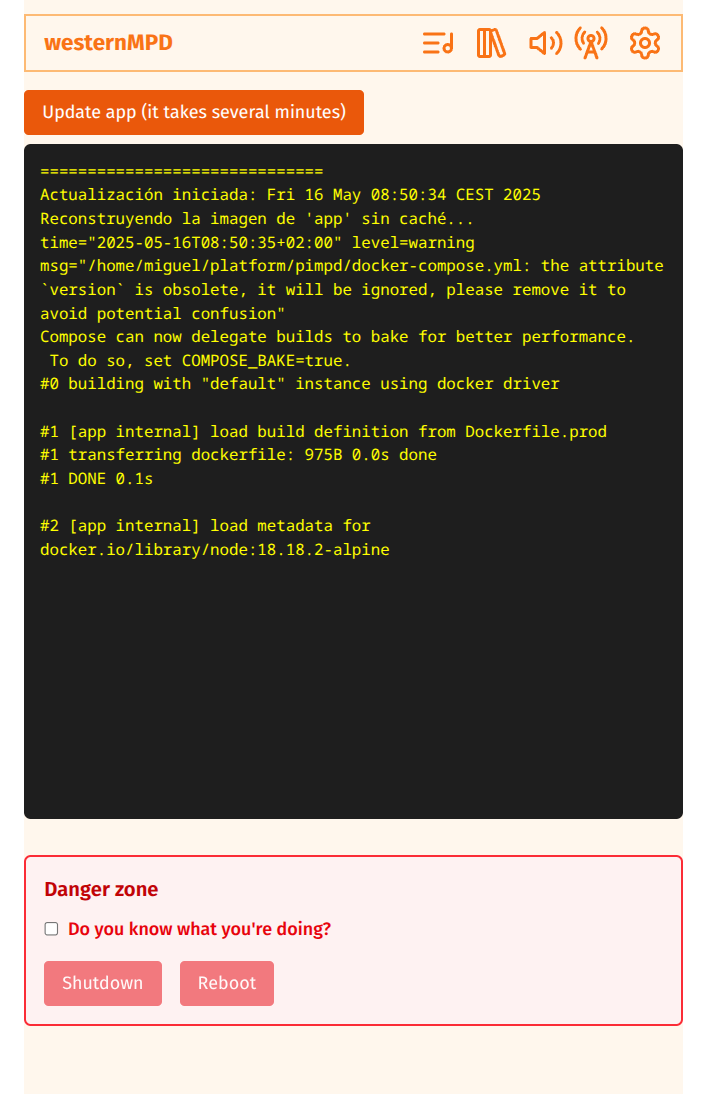 westernMPD
Update app (it takes several minutes)
==============================
Actualización iniciada: Fri 16 May 08:50:34 CEST 2025
Reconstruyendo la imagen de 'app' sin caché...
time="2025-05-16T08:50:35+02:00" level=warning
msg="/home/miguel/platform/pimpd/docker-compose.yml: the attribute
`version` is obsolete, it will be ignored, please remove it to
avoid potential confusion"
Compose can now delegate builds to bake for better performance.
 To do so, set COMPOSE_BAKE=true.
#0 building with "default" instance using docker driver
#1 [app internal] load build definition from Dockerfile.prod
#1 transferring dockerfile: 975B 0.0s done
#1 DONE 0.1s
#2 [app internal] load metadata for
docker.io/library/node:18.18.2-alpine
Danger zone
Do you know what you're doing?
Shutdown
Reboot